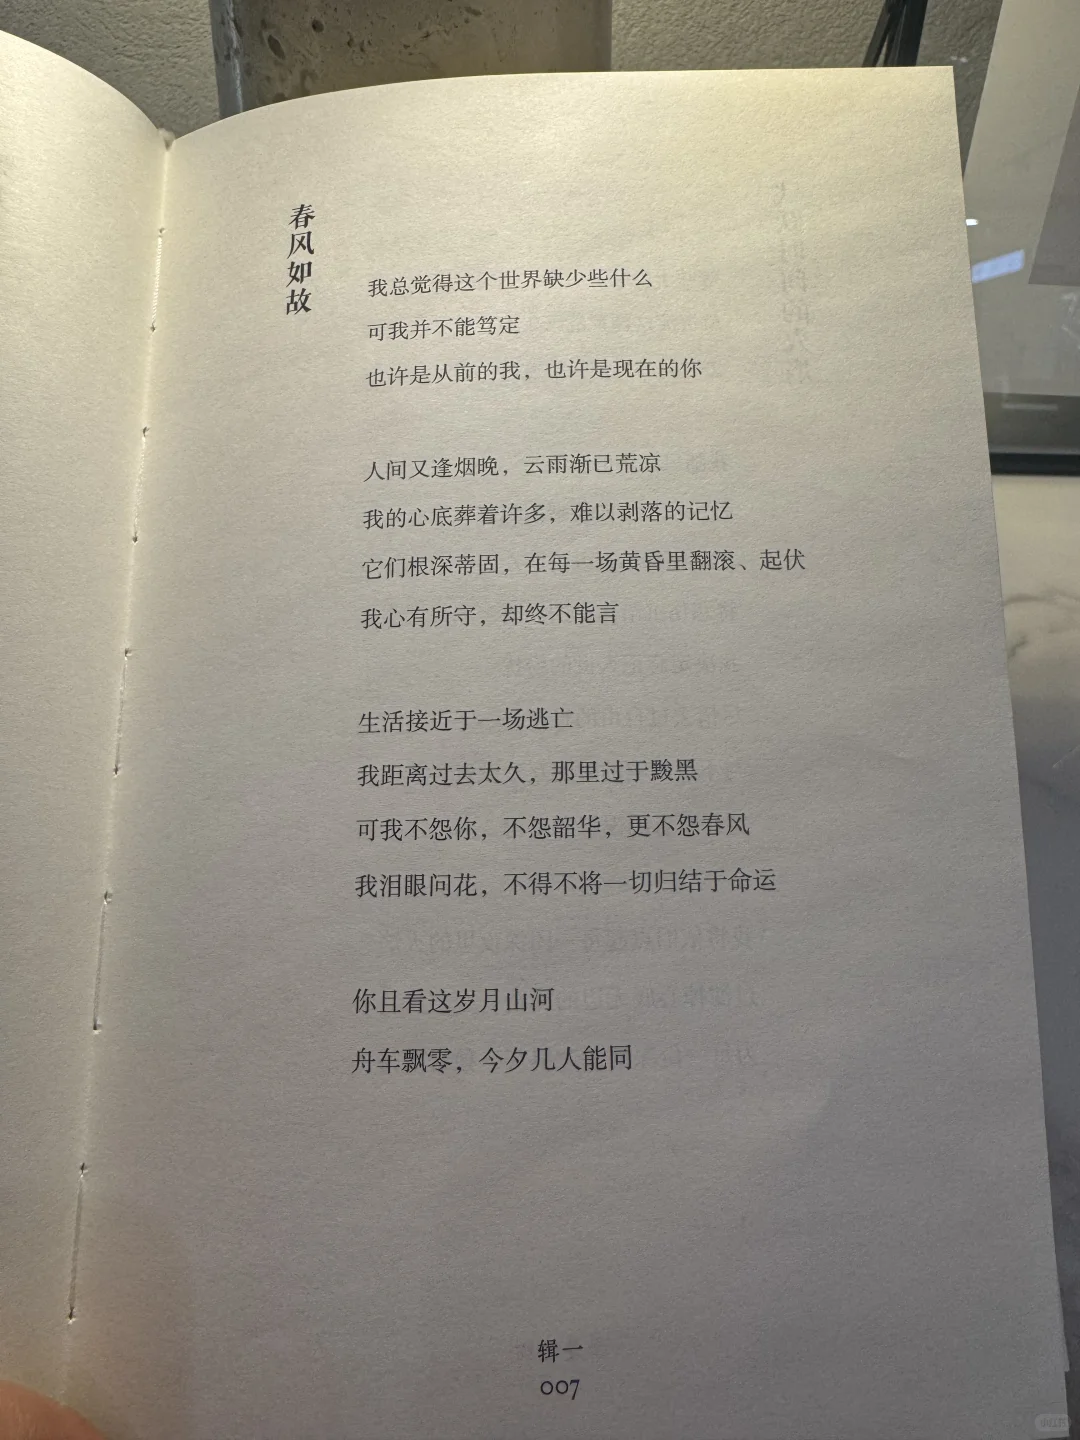 春风如故
我总觉得这个世界缺少些什么
可我并不能笃定
也许是从前的我，也许是现在的你
人间又逢烟晚，云雨渐已荒凉
我的心底葬着许多，难以剥落的记忆
它们根深蒂固，在每一场黄昏里翻滚、起伏
我心有所守，却终不能言
生活接近于一场逃亡
我距离过去太久，那里过于黢黑
可我不怨你，不怨韶华，更不怨春风
我泪眼问花，不得不将一切归结于命运
你且看这岁月山河
舟车飘零，今夕几人能同
辑一
007